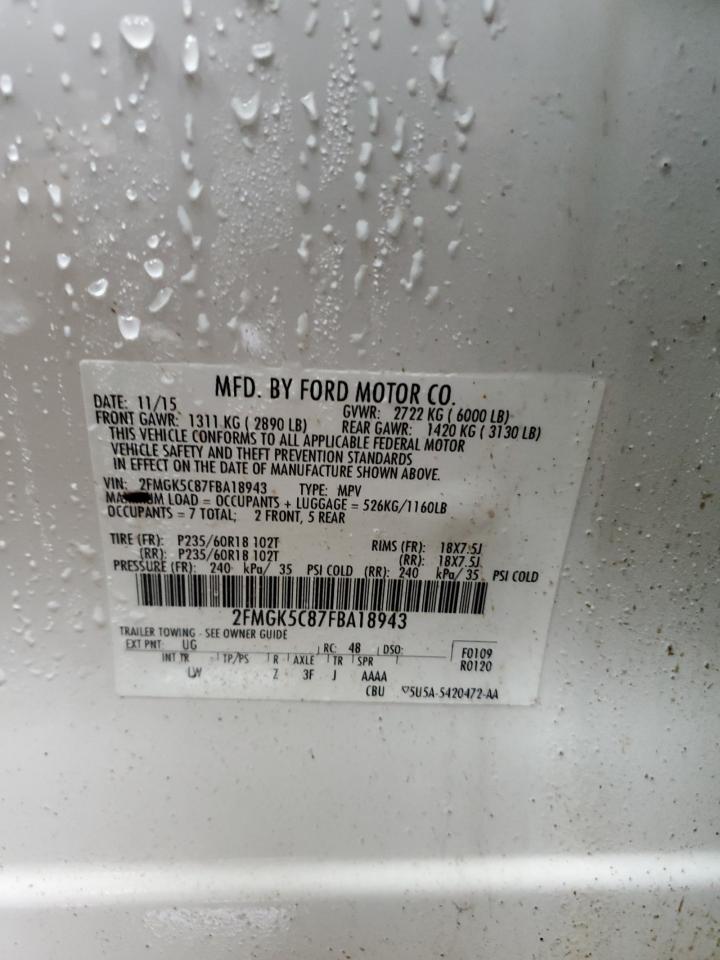 MFD. BY FORD MOTOR CO.
DATE: 11/15 GVWR: 2722 KG ( 6000 LB)
FRONT GAWR: 1311 KG ( 2890 LB) REAR GAWR: 1420 KG ( 3130 LB)
THIS VEHICLE CONFORMS TO ALL APPLICABLE FEDERAL MOTOR
VEHICLE SAFETY AND THEFT PREVENTION STANDARDS
IN EFFECT ON THE DATE OF MANUFACTURE SHOWN ABOVE.
VIN: 2FMGK5C87FBA18943 TYPE: MPV
LOAD = OCCUPANTS + LUGGAGE = 526KG/1160LB
OCCUPANTS = 7 TOTAL; 2 FRONT, 5 REAR
TIRE (FR): P235/60R18 102T RIMS (FR): 18X7.5J
(RR): P235/60R18 102T (RR): 18X7.5J
PRESSURE (FR): 240 kPa/ 35 PSI COLD (RR): 240 kPa/ 35 PSI COLD
2FMGK5C87FBA18943
TRAILER TOWING - SEE OWNER GUIDE
EXT PNT: UG RC: 48 DSO: F0109
INT TR TP/PS R AXLE TR SPR R0120
LW Z 3F J AAAA
CBU 5U5A-5420472-AA